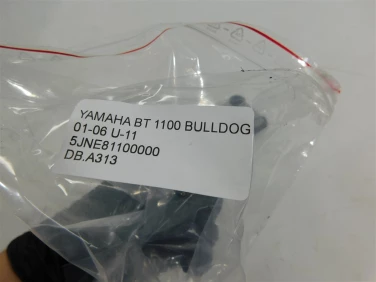 YAMAHA BT 1100 BULLDOG
01-06 U-11
5JNE81100000
DB.A313